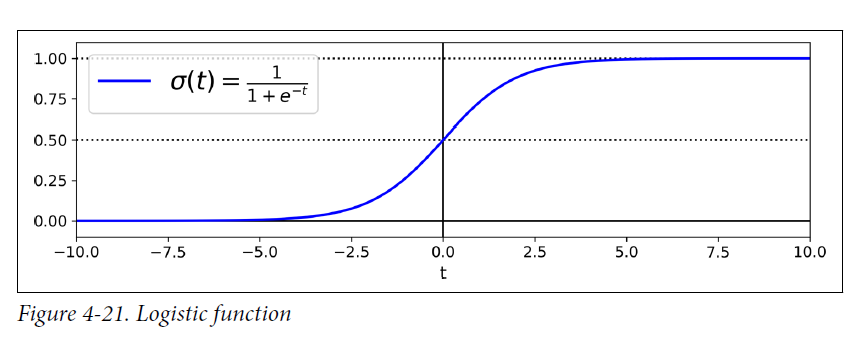 1.00
σ(t) = 1 / (1 + e^{-t})
0.75
0.50
0.25
0.00
−10.0 −7.5 −5.0 −2.5 0.0 2.5 5.0 7.5 10.0
t
Figure 4-21. Logistic function